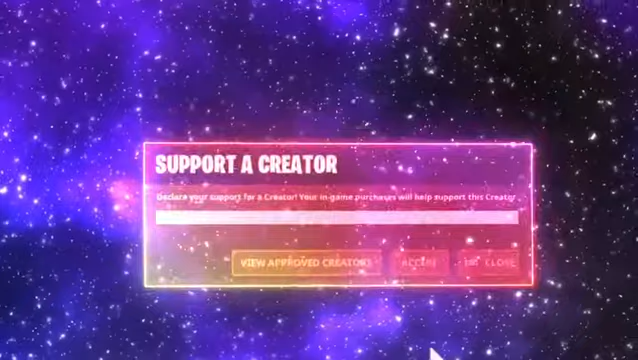 SUPPORT A CREATOR
Declare your support for a Creator! Your in-game purchases will help support this Creator.
VIEW APPROVED CREATORS ACCEPT CLOSE